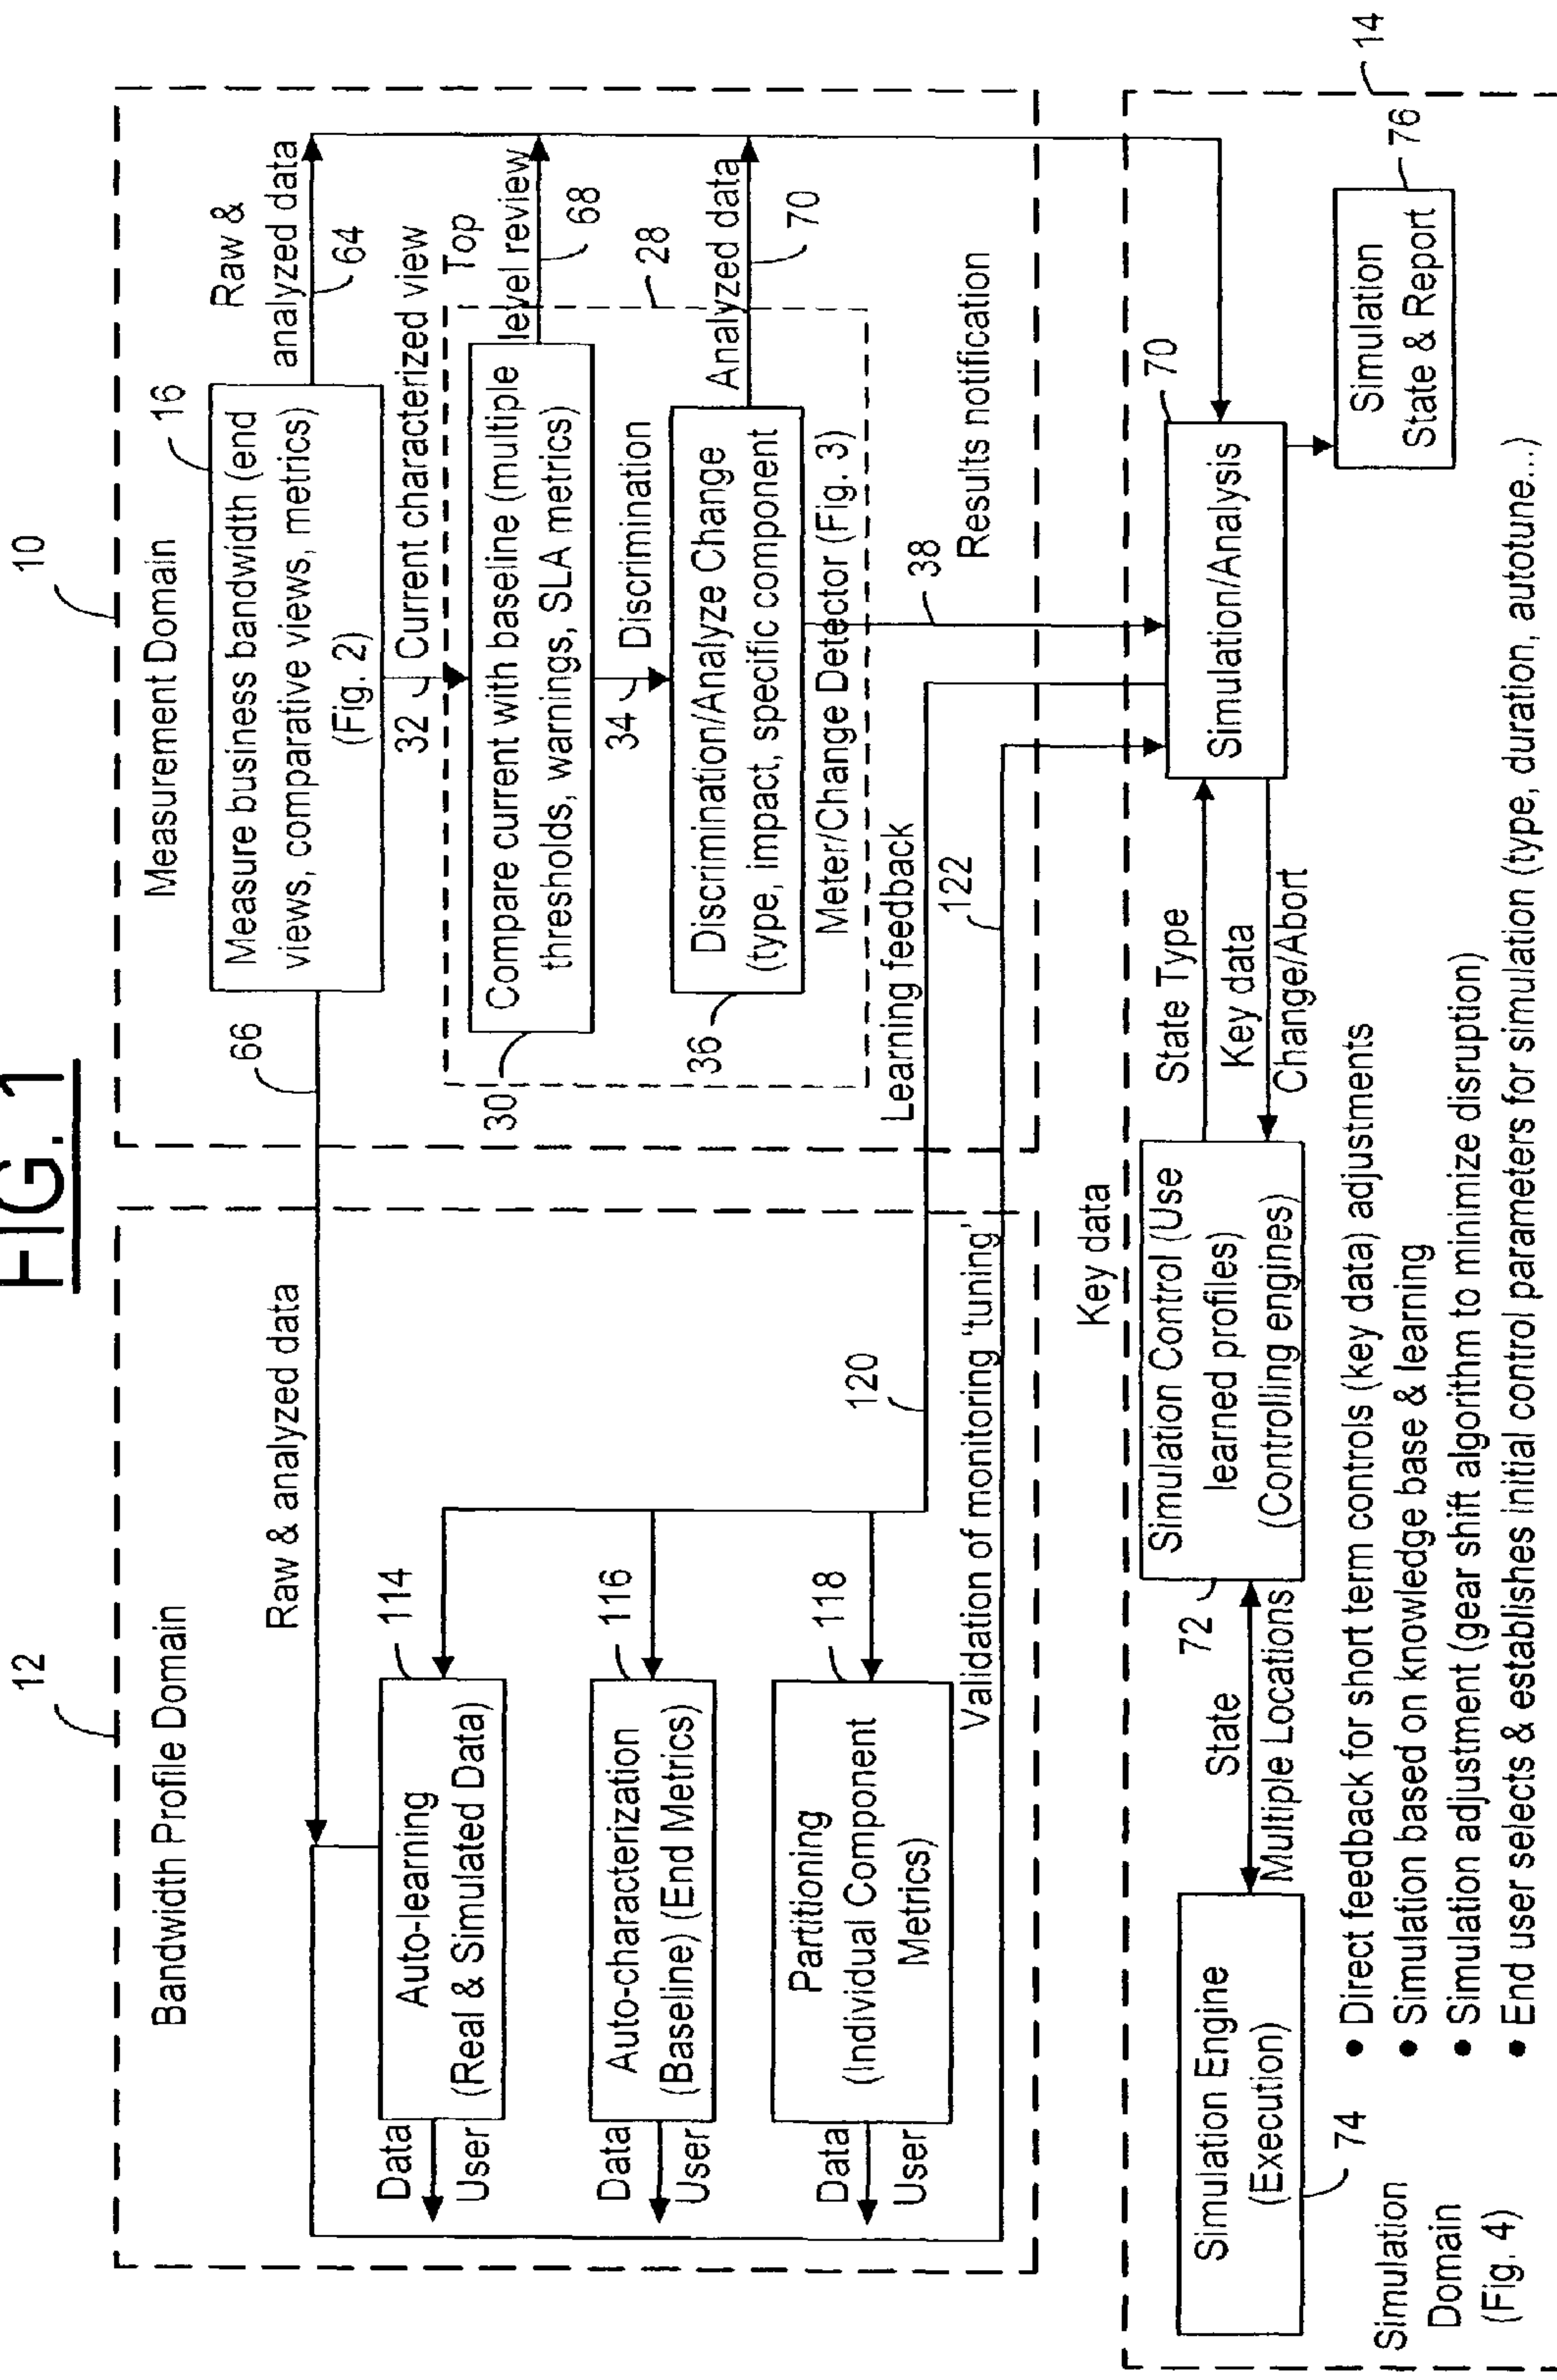 FIG. 1
12
Bandwidth Profile Domain
Raw & analyzed data
114
Auto-learning
(Real & Simulated Data)
Data
User
116
Auto-characterization
(Baseline) (End Metrics)
Data
User
118
Partitioning
(Individual Component
Metrics)
Data
User
120
Validation of monitoring 'tuning'
10
Measurement Domain
16
Measure business bandwidth (end
views, comparative views, metrics)
(Fig. 2)
66
Raw &
analyzed data
64
32
Current characterized view
Top
level review
68
28
30
Compare current with baseline (multiple
thresholds, warnings, SLA metrics)
34
Discrimination
36
Discrimination/Analyze Change
(type, impact, specific component
Analyzed data
70
Meter/Change Detector (Fig. 3)
Learning feedback
122
38
Results notification
Key data
14
Simulation Engine
(Execution)
74
State
Multiple Locations
72
Simulation Control (Use
learned profiles)
(Controlling engines)
State Type
Key data
Change/Abort
70
Simulation/Analysis
76
Simulation
State & Report
Simulation
Domain
(Fig. 4)
• Direct feedback for short term controls (key data) adjustments
• Simulation based on knowledge base & learning
• Simulation adjustment (gear shift algorithm to minimize disruption)
• End user selects & establishes initial control parameters for simulation (type, duration, autotune...)